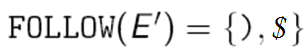 FOLLOW(E′) = {), $}